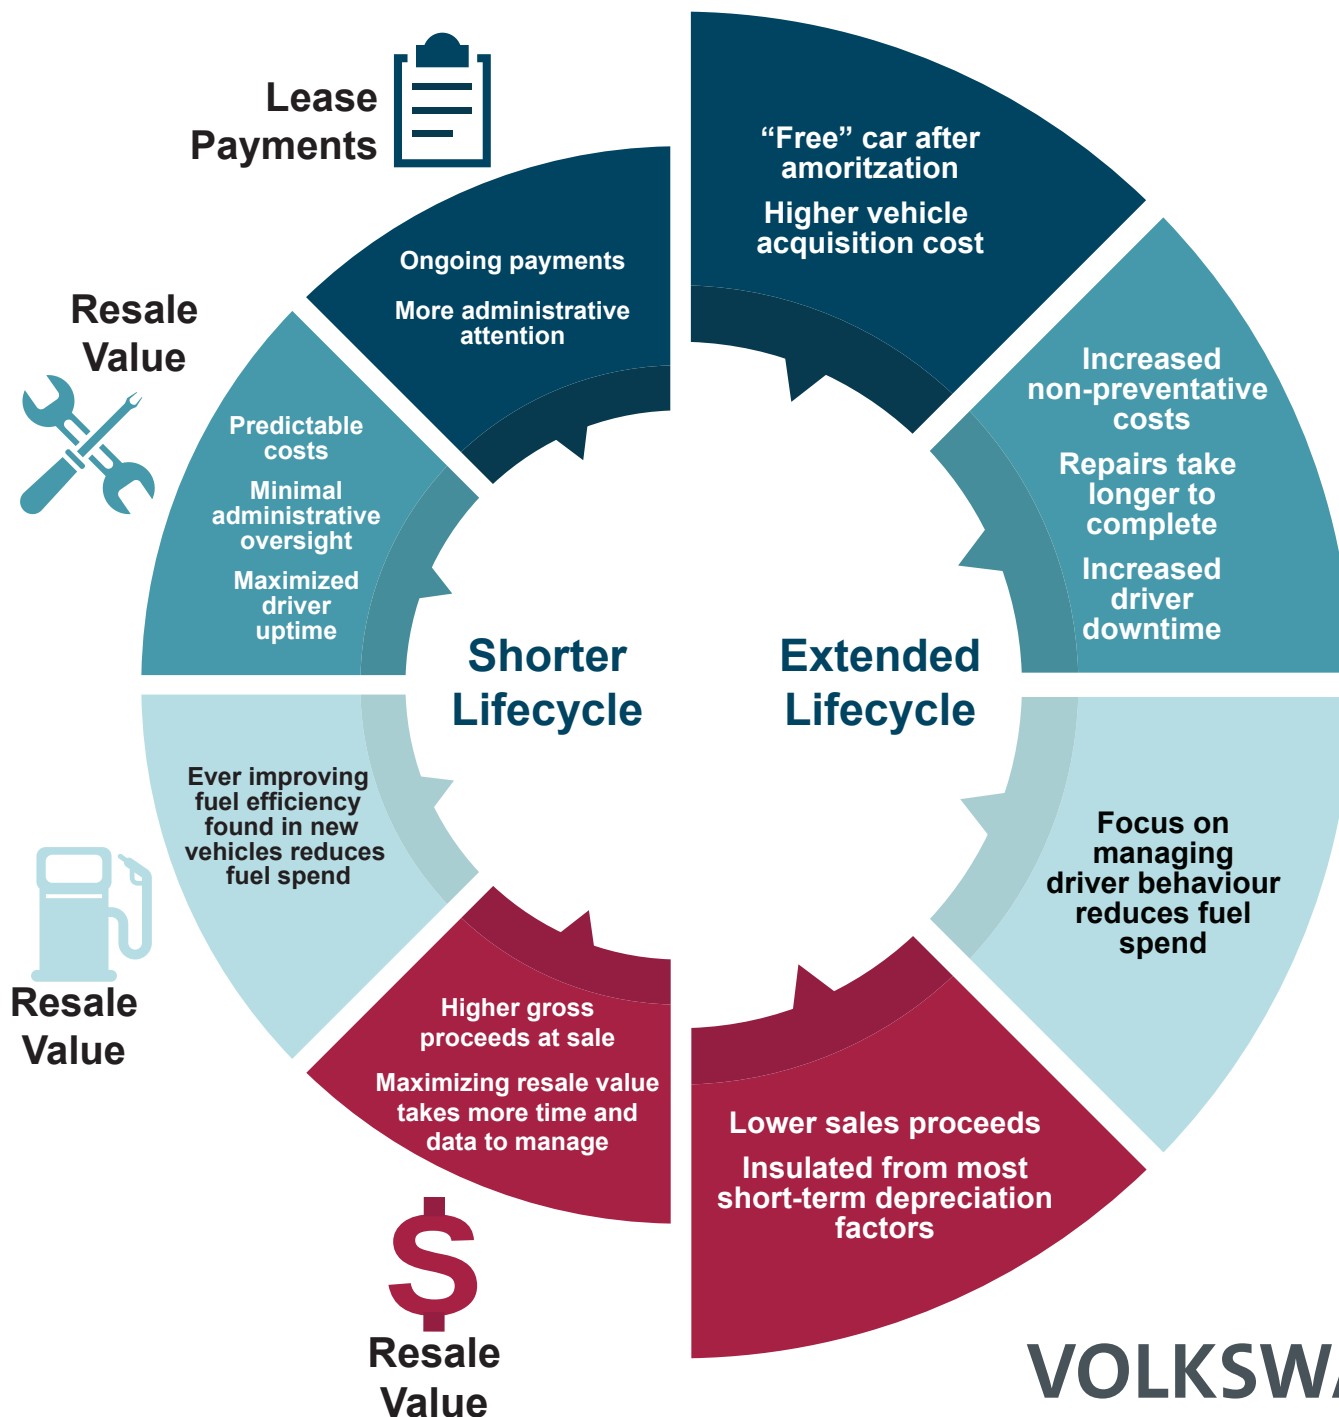 Lease
Payments
Ongoing payments
More administrative
attention
“Free” car after
amoritzation
Higher vehicle
acquisition cost
Resale
Value
Predictable
costs
Minimal
administrative
oversight
Maximized
driver
uptime
Increased
non-preventative
costs
Repairs take
longer to
complete
Increased
driver
downtime
Shorter
Lifecycle
Extended
Lifecycle
Resale
Value
Ever improving
fuel efficiency
found in new
vehicles reduces
fuel spend
Focus on
managing
driver behaviour
reduces fuel
spend
$
Resale
Value
Higher gross
proceeds at sale
Maximizing resale value
takes more time and
data to manage
Lower sales proceeds
Insulated from most
short-term depreciation
factors
VOLKSWA